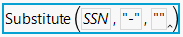 Substitute ( SSN , "-" , "" )